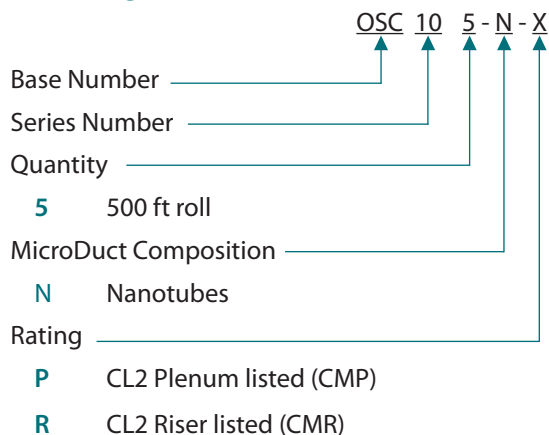 OSC 10 5 - N - X
Base Number
Series Number
Quantity
5 500 ft roll
MicroDuct Composition
N Nanotubes
Rating
P CL2 Plenum listed (CMP)
R CL2 Riser listed (CMR)